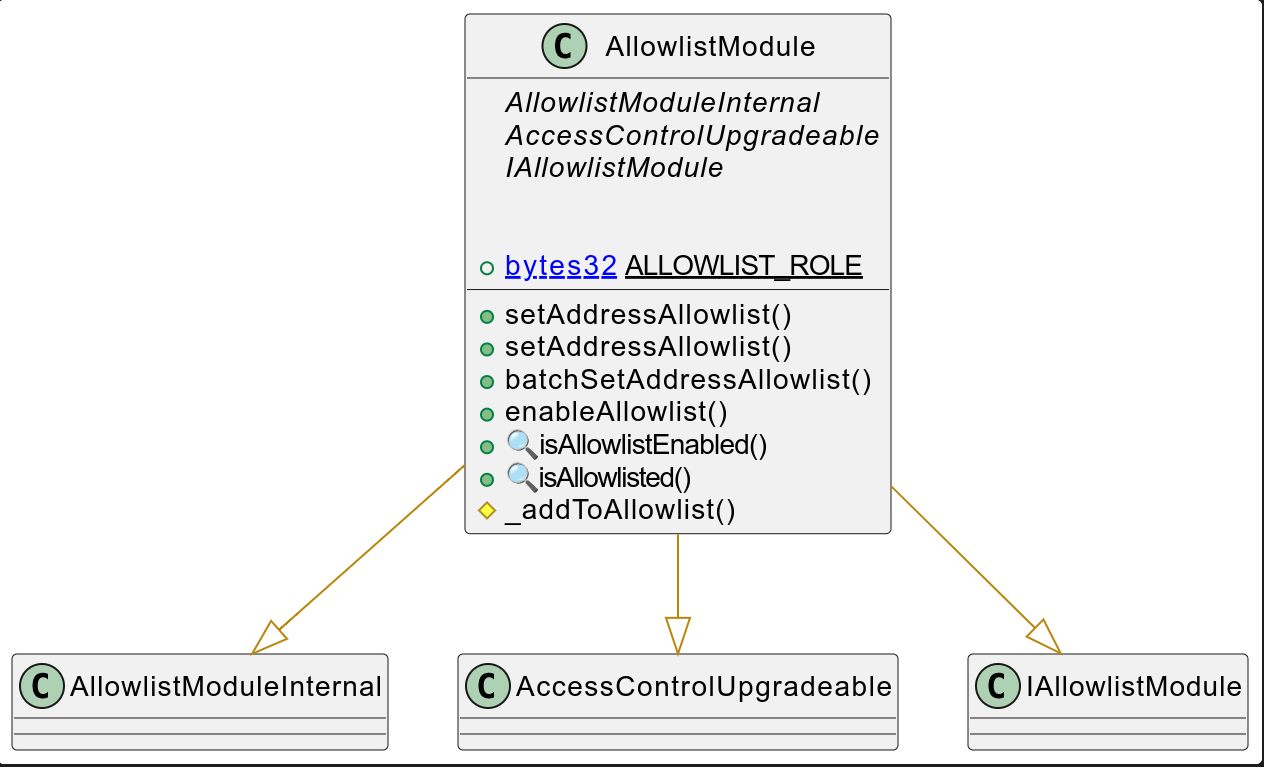 C AllowlistModule
AllowlistModuleInternal
AccessControlUpgradeable
IAllowlistModule
bytes32 ALLOWLIST_ROLE
setAddressAllowlist()
setAddressAllowlist()
batchSetAddressAllowlist()
enableAllowlist()
🔍isAllowlistEnabled()
🔍isAllowlisted()
_addToAllowlist()
C AllowlistModuleInternal
C AccessControlUpgradeable
C IAllowlistModule